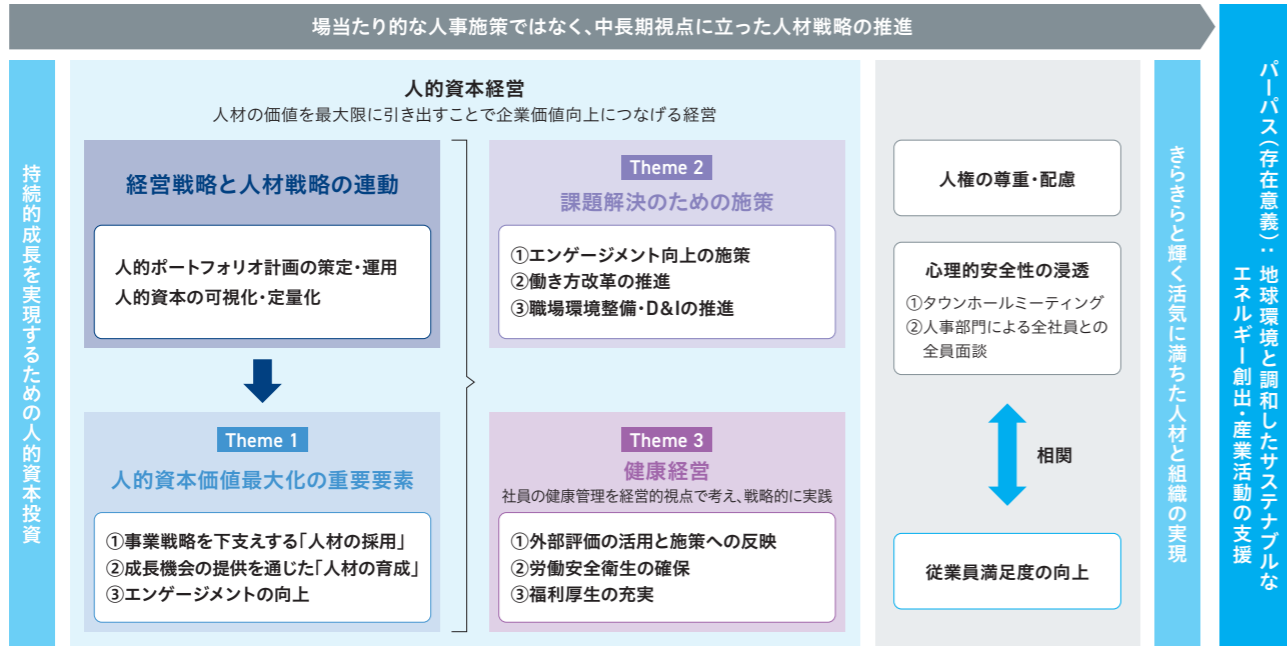 場当たり的な人事施策ではなく、中長期視点に立った人材戦略の推進
持続的成長を実現するための人的資本投資
人的資本経営
人材の価値を最大限に引き出すことで企業価値向上につなげる経営
経営戦略と人材戦略の連動
人的ポートフォリオ計画の策定・運用
人的資本の可視化・定量化
Theme 1
人的資本価値最大化の重要要素
①事業戦略を下支えする「人材の採用」
②成長機会の提供を通じた「人材の育成」
③エンゲージメントの向上
Theme 2
課題解決のための施策
①エンゲージメント向上の施策
②働き方改革の推進
③職場環境整備・D&Iの推進
Theme 3
健康経営
社員の健康管理を経営的視点で考え、戦略的に実践
①外部評価の活用と施策への反映
②労働安全衛生の確保
③福利厚生の充実
人権の尊重・配慮
心理的安全性の浸透
①タウンホールミーティング
②人事部門による全社員との
全員面談
相関
従業員満足度の向上
きらきらと輝く活気に満ちた人材と組織の実現
パーパス（存在意義）：地球環境と調和したサステナブルな
エネルギー創出・産業活動の支援